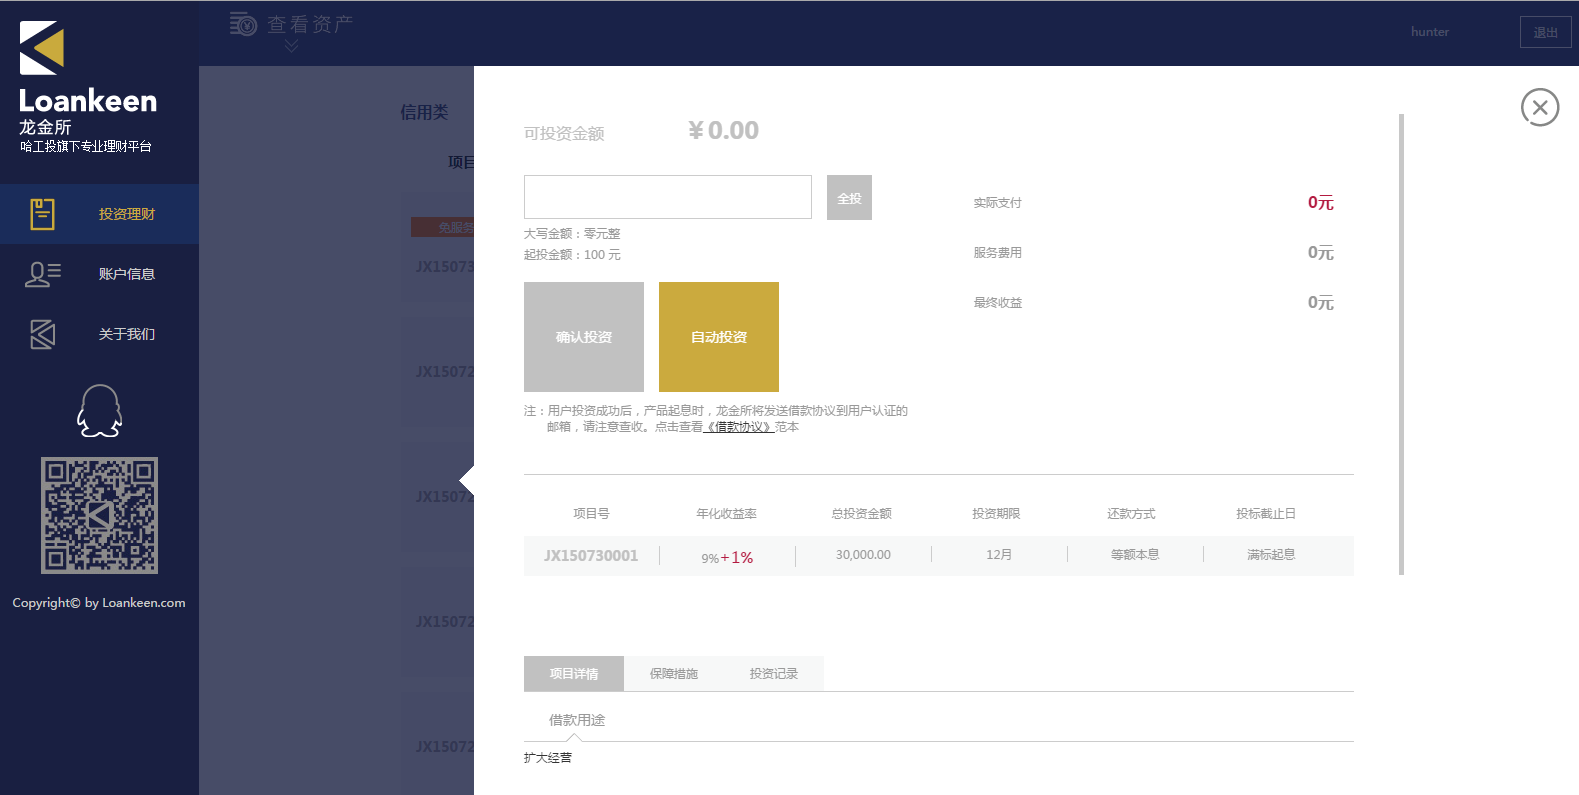 查看资产
hunter
退出
Loankeen
龙金所
哈工投旗下专业理财平台
投资理财
账户信息
关于我们
Copyright© by Loankeen.com
信用类
项目
免服务
JX15073
JX15072
JX15072
JX15072
JX15072
可投资金额 ¥0.00
全投
大写金额：零元整
起投金额：100 元
实际支付 0元
服务费用 0元
最终收益 0元
确认投资 自动投资
注：用户投资成功后，产品起息时，龙金所将发送借款协议到用户认证的
邮箱，请注意查收。点击查看《借款协议》范本
项目号 年化收益率 总投资金额 投资期限 还款方式 投标截止日
JX150730001 9%+1% 30,000.00 12月 等额本息 满标起息
项目详情 保障措施 投资记录
借款用途
扩大经营